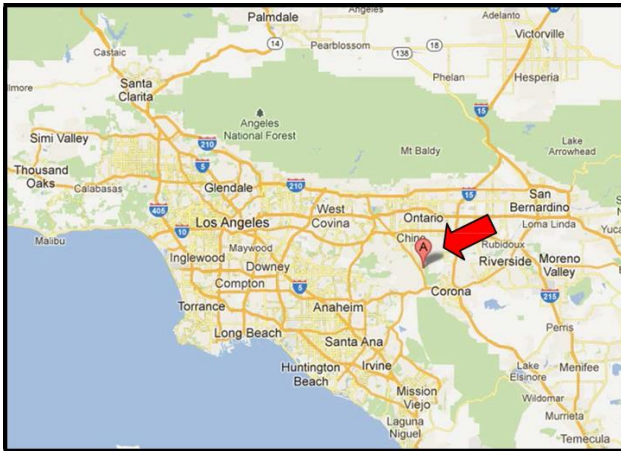 Palmdale
Angeles
Adelanto
Victorville
14
Pearblossom
138
18
Castaic
Phelan
Hesperia
Santa
Clarita
lmore
15
Angeles
National Forest
Simi Valley
210
5
Mt Baldy
Lake
Arrowhead
Thousand
Oaks
Calabasas
Glendale
210
15
San
Bernardino
405
10
Los Angeles
West
Covina
Ontario
Loma Linda
Yuca
Malibu
Maywood
Chino
Rubidoux
Inglewood
Downey
A
Riverside
Moreno
Valley
Compton
5
Corona
215
Torrance
Anaheim
Long Beach
Santa Ana
Perris
Huntington
Beach
Irvine
Lake
Elsinore
Menifee
Mission
Viejo
Wildomar
Murrieta
Laguna
Niguel
Temecula